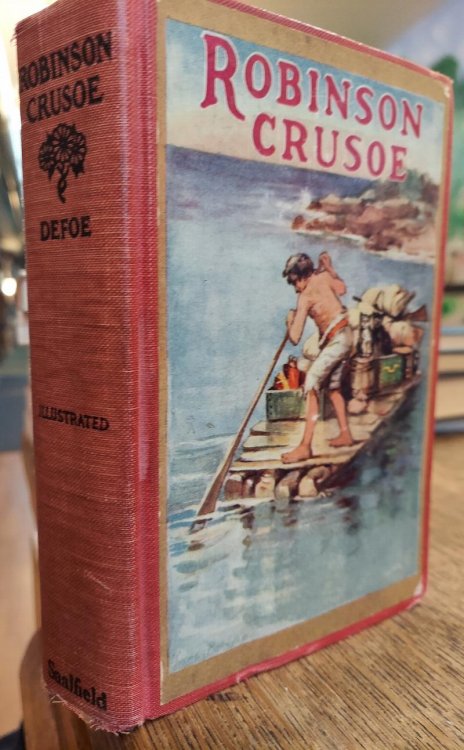 ROBINSON
CRUSOE
DEFOE
ILLUSTRATED
Saalfield
ROBINSON
CRUSOE